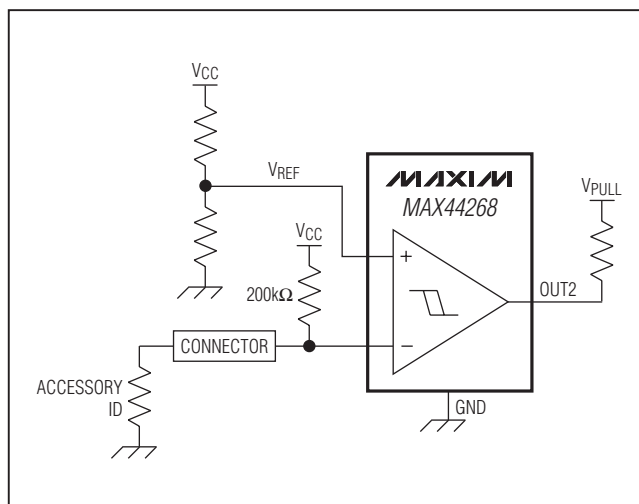 VCC
VREF
MAXIM
MAX44268
VPULL
VCC
200kΩ
+
OUT2
CONNECTOR
−
ACCESSORY
ID
GND